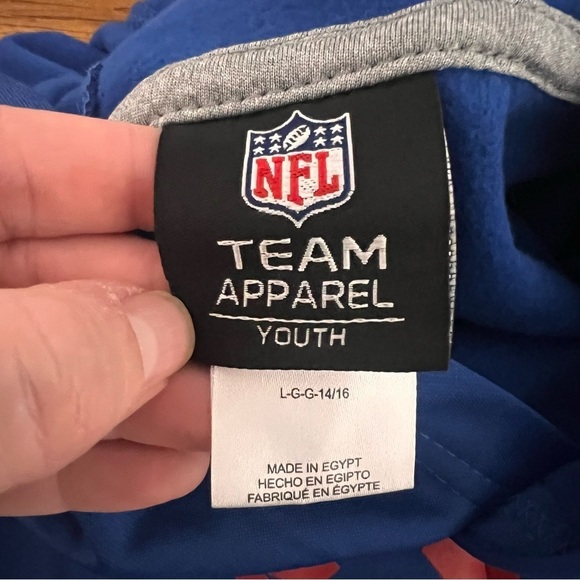 NFL
TEAM
APPAREL
YOUTH
L-G-G-14/16
MADE IN EGYPT
HECHO EN EGIPTO
FABRIQUÉ EN ÉGYPTE